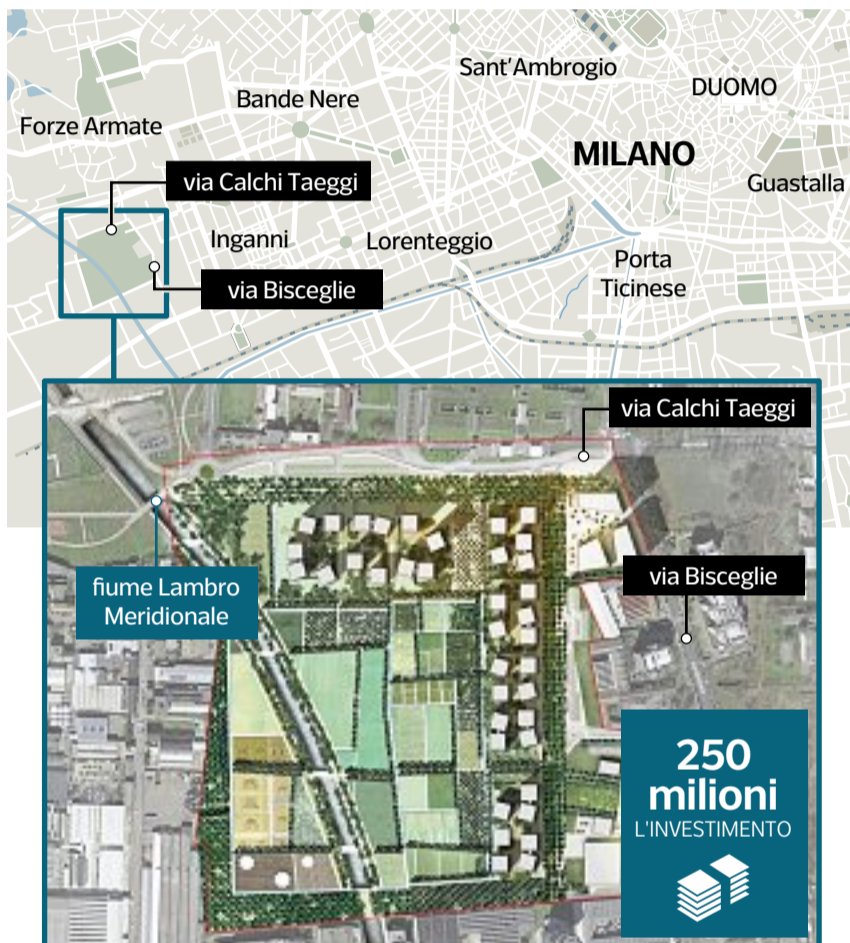 Sant'Ambrogio
DUOMO
Bande Nere
Forze Armate
MILANO
via Calchi Taeggi
Guastalla
Inganni
Lorenteggio
Porta
Ticinese
via Bisceglie
via Calchi Taeggi
via Bisceglie
fiume Lambro
Meridionale
250
milioni
L'INVESTIMENTO